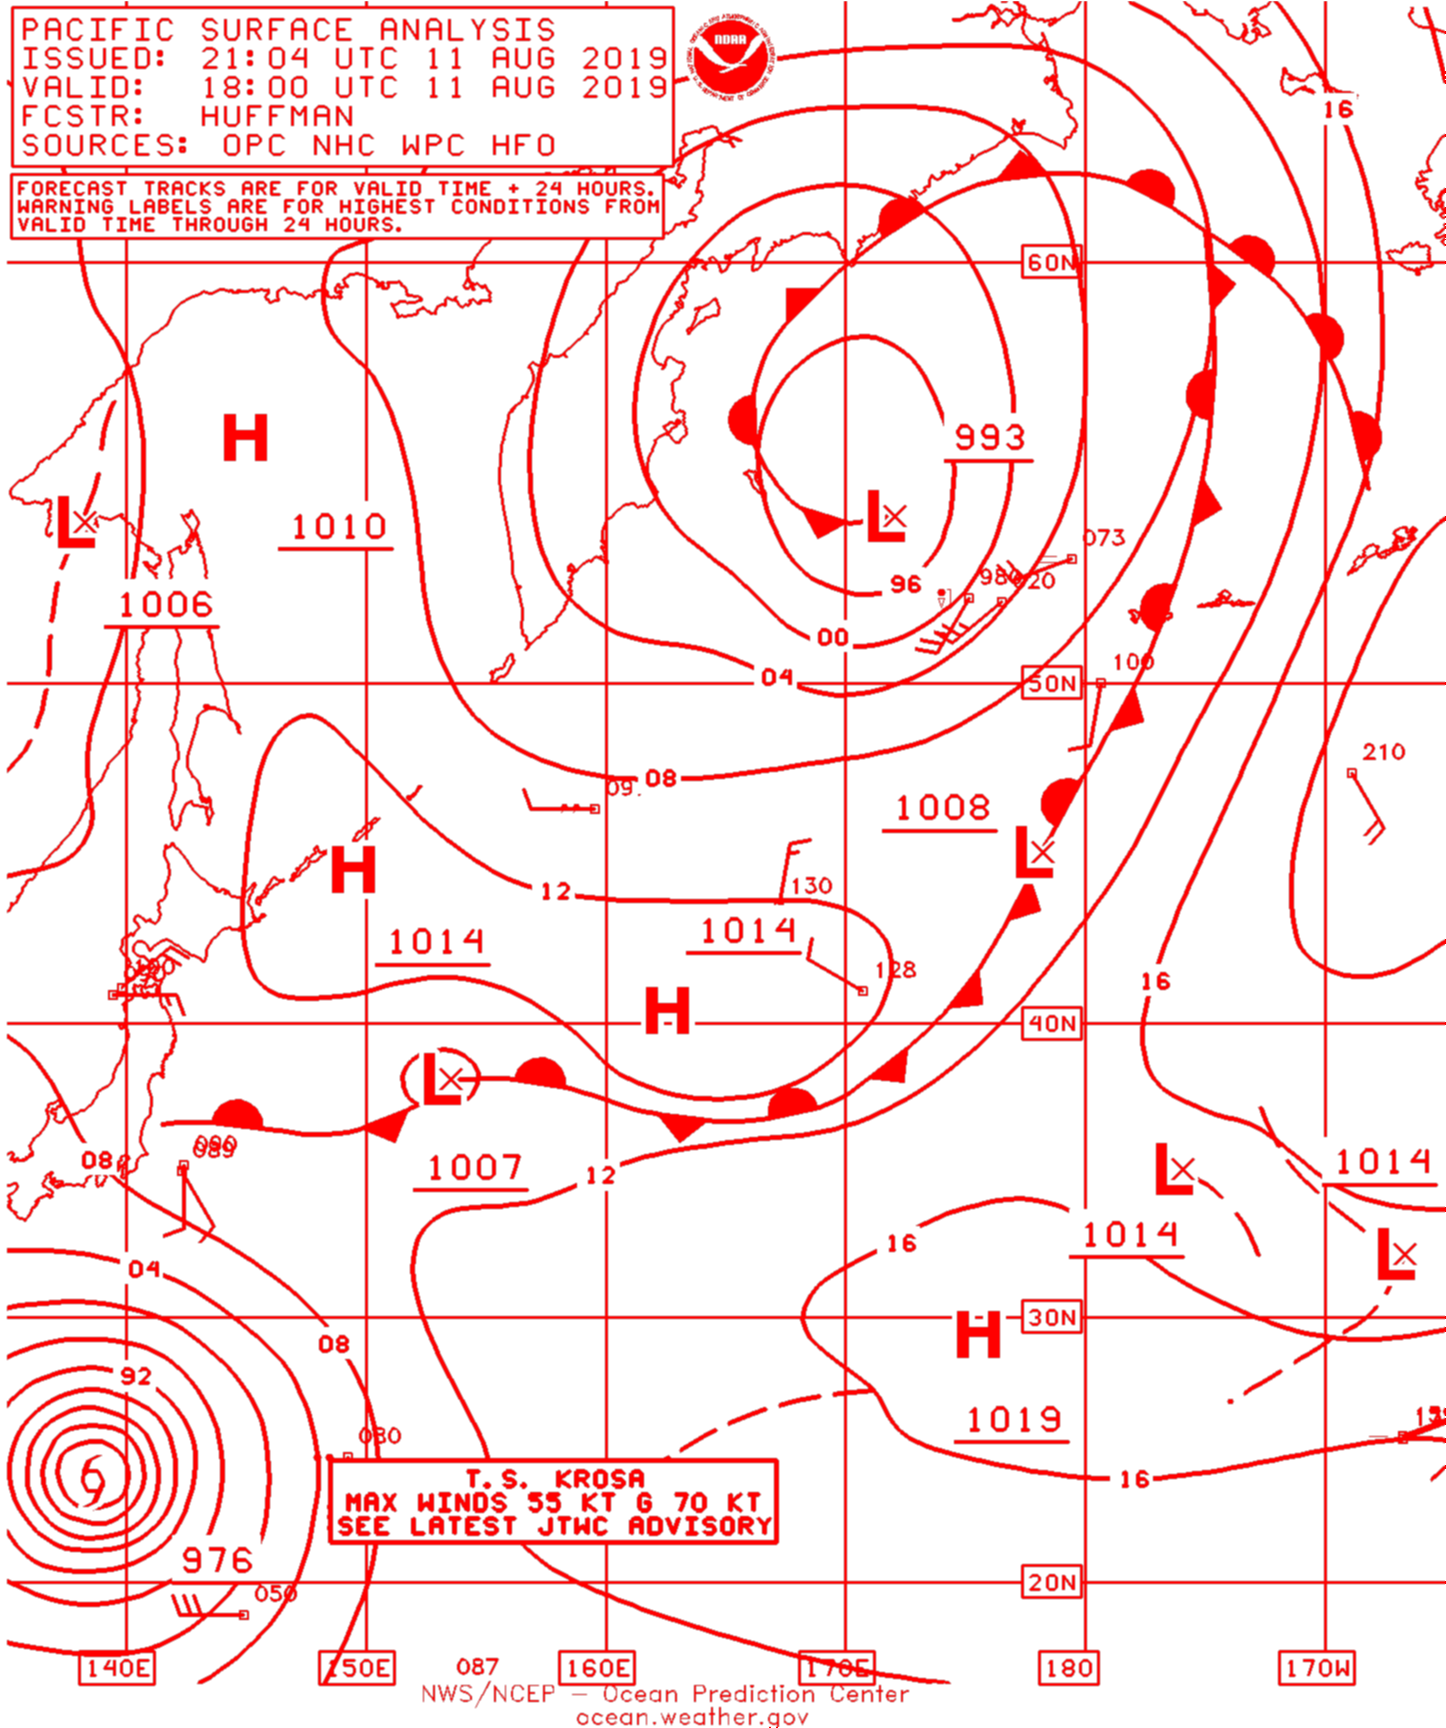 PACIFIC SURFACE ANALYSIS
ISSUED: 21:04 UTC 11 AUG 2019
VALID: 18:00 UTC 11 AUG 2019
FCSTR: HUFFMAN
SOURCES: OPC NHC WPC HFO
NOAA
FORECAST TRACKS ARE FOR VALID TIME + 24 HOURS.
WARNING LABELS ARE FOR HIGHEST CONDITIONS FROM
VALID TIME THROUGH 24 HOURS.
16
60N
H
993
L
1010
L
073
96
20
1006
00
04
50N
100
08
210
1008
L
H
12
130
1014
1014
128
16
H
40N
L
089
08
1007
12
L
1014
16
1014
L
04
08
H
30N
92
1019
080
16
T.S. KROSA
MAX WINDS 55 KT G 70 KT
SEE LATEST JTWC ADVISORY
976
050
20N
140E
150E
087
160E
170E
180
170W
NWS/NCEP – Ocean Prediction Center
ocean.weather.gov